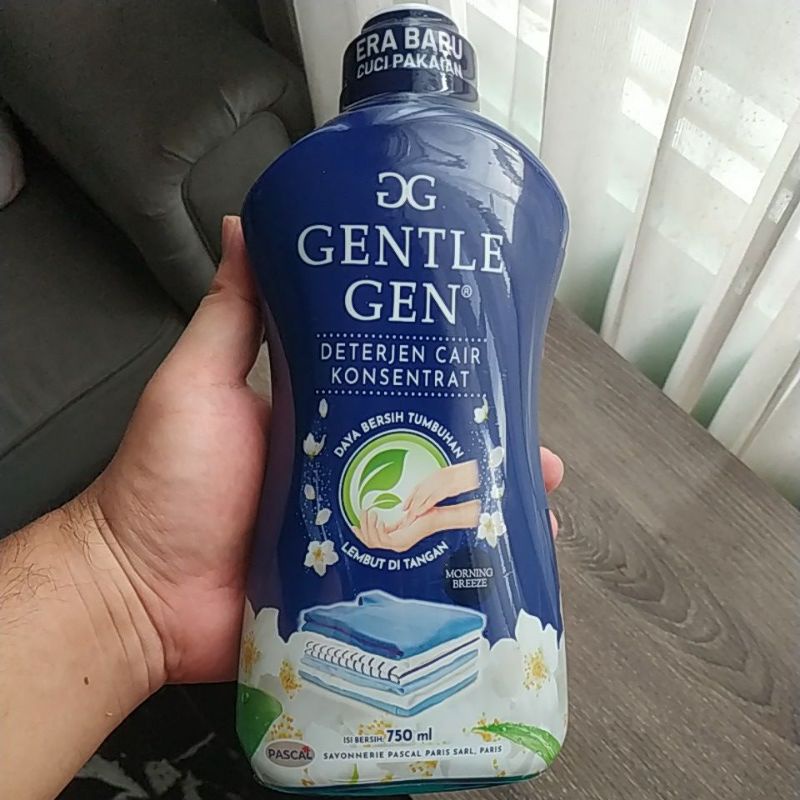 ERA BARU
CUCI PAKAIAN
GG
GENTLE
GEN®
DETERJEN CAIR
KONSENTRAT
DAYA BERSIH TUMBUHAN
LEMBUT DI TANGAN
MORNING
BREEZE
ISI BERSIH: 750 ml
PASCAL
SAVONNERIE PASCAL PARIS SARL, PARIS